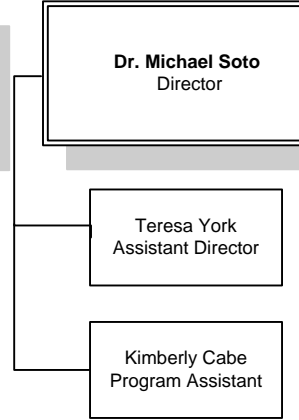 Dr. Michael Soto
Director
Teresa York
Assistant Director
Kimberly Cabe
Program Assistant